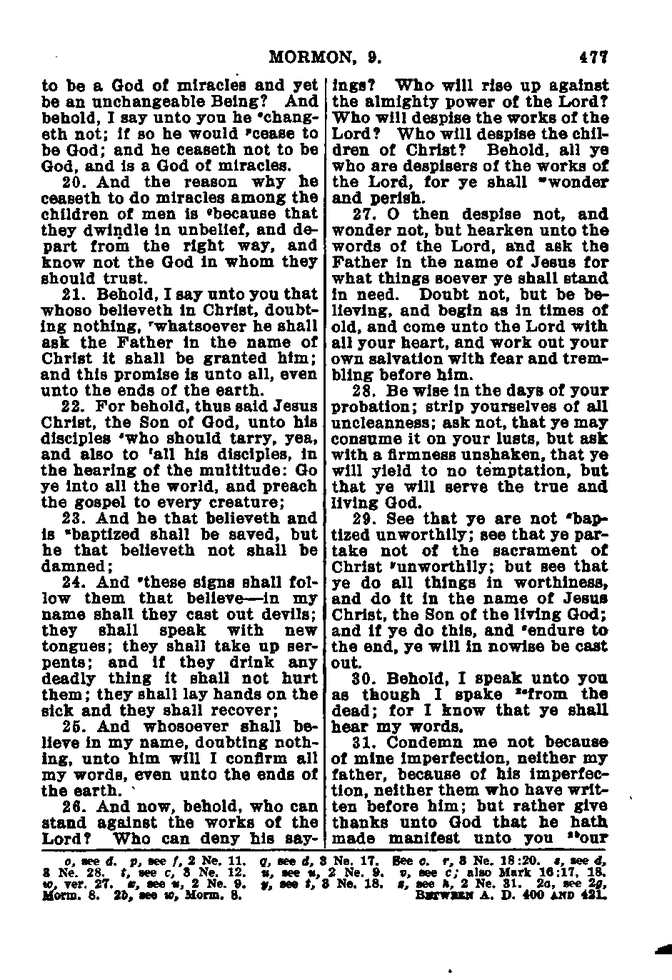 MORMON, 9. 477
to be a God of miracles and yet
be an unchangeable Being? And
behold, I say unto you he °chang-
eth not; if so he would ᵖcease to
be God; and he ceaseth not to be
God, and is a God of miracles.
20. And the reason why he
ceaseth to do miracles among the
children of men is ᵠbecause that
they dwindle in unbelief, and de-
part from the right way, and
know not the God in whom they
should trust.
21. Behold, I say unto you that
whoso believeth in Christ, doubt-
ing nothing, ʳwhatsoever he shall
ask the Father in the name of
Christ it shall be granted him;
and this promise is unto all, even
unto the ends of the earth.
22. For behold, thus said Jesus
Christ, the Son of God, unto his
disciples ˢwho should tarry, yea,
and also to ᵗall his disciples, in
the hearing of the multitude: Go
ye into all the world, and preach
the gospel to every creature;
23. And he that believeth and
is ᵘbaptized shall be saved, but
he that believeth not shall be
damned;
24. And ᵛthese signs shall fol-
low them that believe—in my
name shall they cast out devils;
they shall speak with new
tongues; they shall take up ser-
pents; and if they drink any
deadly thing it shall not hurt
them; they shall lay hands on the
sick and they shall recover;
25. And whosoever shall be-
lieve in my name, doubting noth-
ing, unto him will I confirm all
my words, even unto the ends of
the earth.
26. And now, behold, who can
stand against the works of the
Lord? Who can deny his say-
ings? Who will rise up against
the almighty power of the Lord?
Who will despise the works of the
Lord? Who will despise the chil-
dren of Christ? Behold, all ye
who are despisers of the works of
the Lord, for ye shall ʷwonder
and perish.
27. O then despise not, and
wonder not, but hearken unto the
words of the Lord, and ask the
Father in the name of Jesus for
what things soever ye shall stand
in need. Doubt not, but be be-
lieving, and begin as in times of
old, and come unto the Lord with
all your heart, and work out your
own salvation with fear and trem-
bling before him.
28. Be wise in the days of your
probation; strip yourselves of all
uncleanness; ask not, that ye may
consume it on your lusts, but ask
with a firmness unshaken, that ye
will yield to no temptation, but
that ye will serve the true and
living God.
29. See that ye are not ˣbap-
tized unworthily; see that ye par-
take not of the sacrament of
Christ ʸunworthily; but see that
ye do all things in worthiness,
and do it in the name of Jesus
Christ, the Son of the living God;
and if ye do this, and ᶻendure to
the end, ye will in nowise be cast
out.
30. Behold, I speak unto you
as though I spake ²ᵃfrom the
dead; for I know that ye shall
hear my words.
31. Condemn me not because
of mine imperfection, neither my
father, because of his imperfec-
tion, neither them who have writ-
ten before him; but rather give
thanks unto God that he hath
made manifest unto you ²ᵇour
o, see d. p, see f, 2 Ne. 11. q, see d, 3 Ne. 17. See o. r, 3 Ne. 18:20. s, see d,
3 Ne. 28. t, see c, 3 Ne. 12. u, see u, 2 Ne. 9. v, see c; also Mark 16:17, 18.
w, ver. 27. x, see u, 2 Ne. 9. y, see t, 3 Ne. 18. z, see h, 2 Ne. 31. 2a, see 2g,
Morm. 8. 2b, see w, Morm. 8. BETWEEN A. D. 400 AND 421.